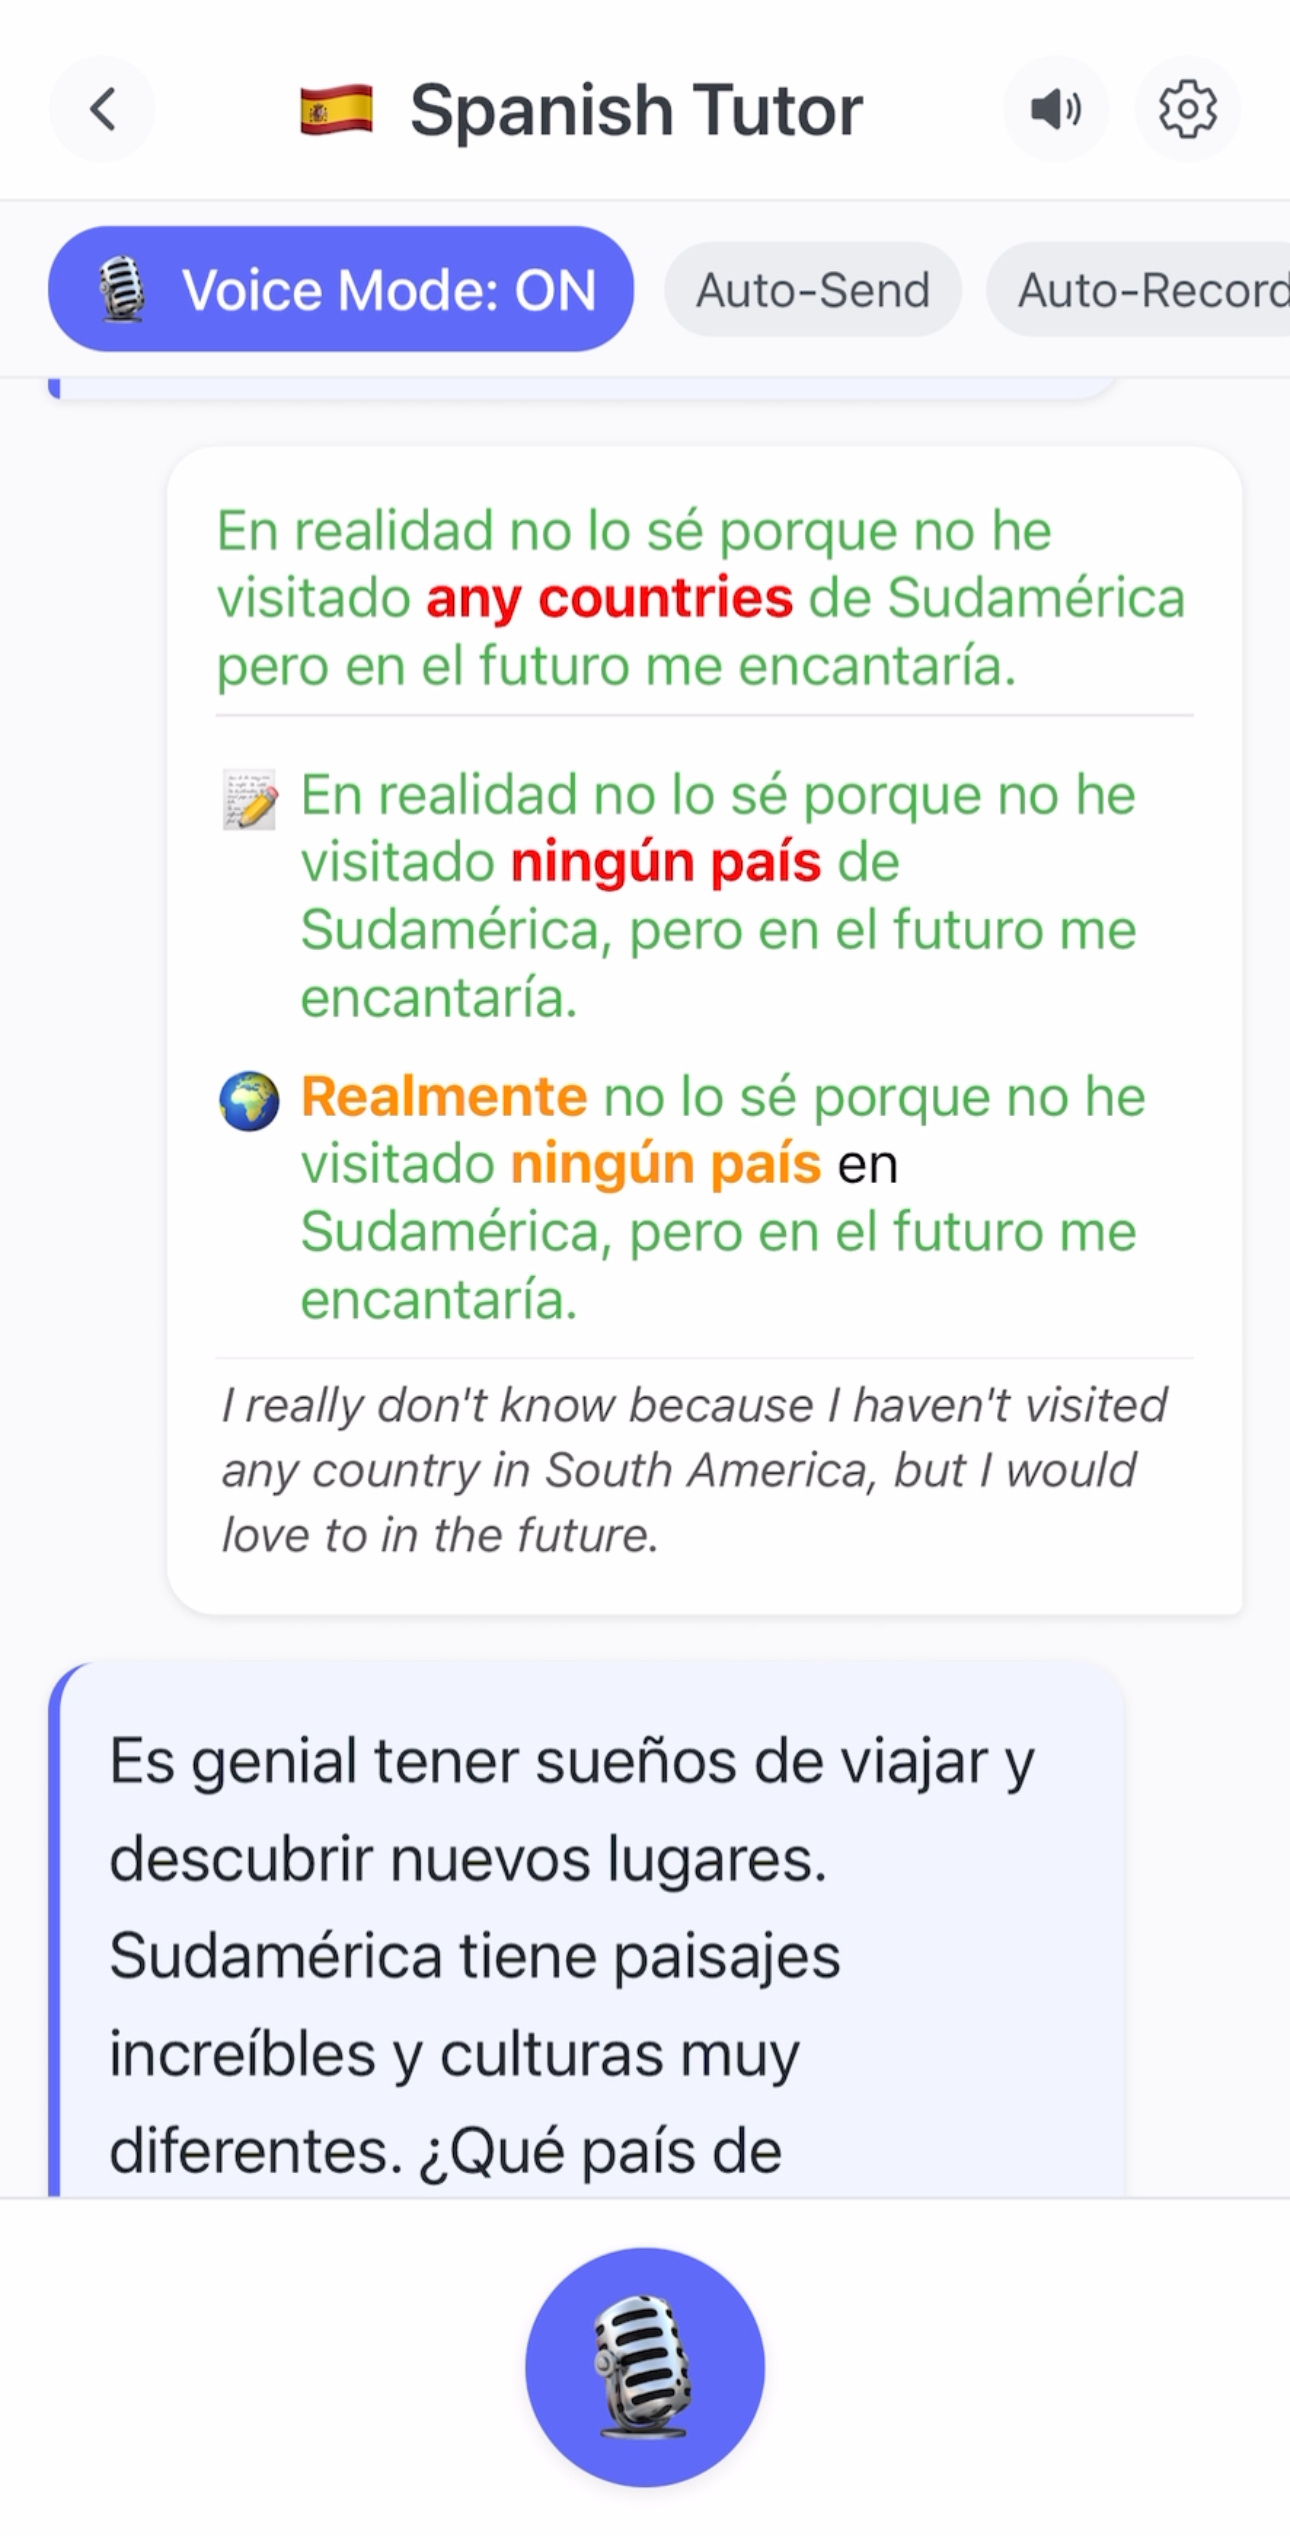 Spanish Tutor
Voice Mode: ON
Auto-Send
Auto-Record
En realidad no lo sé porque no he
visitado any countries de Sudamérica
pero en el futuro me encantaría.
En realidad no lo sé porque no he
visitado ningún país de
Sudamérica, pero en el futuro me
encantaría.
Realmente no lo sé porque no he
visitado ningún país en
Sudamérica, pero en el futuro me
encantaría.
I really don't know because I haven't visited
any country in South America, but I would
love to in the future.
Es genial tener sueños de viajar y
descubrir nuevos lugares.
Sudamérica tiene paisajes
increíbles y culturas muy
diferentes. ¿Qué país de